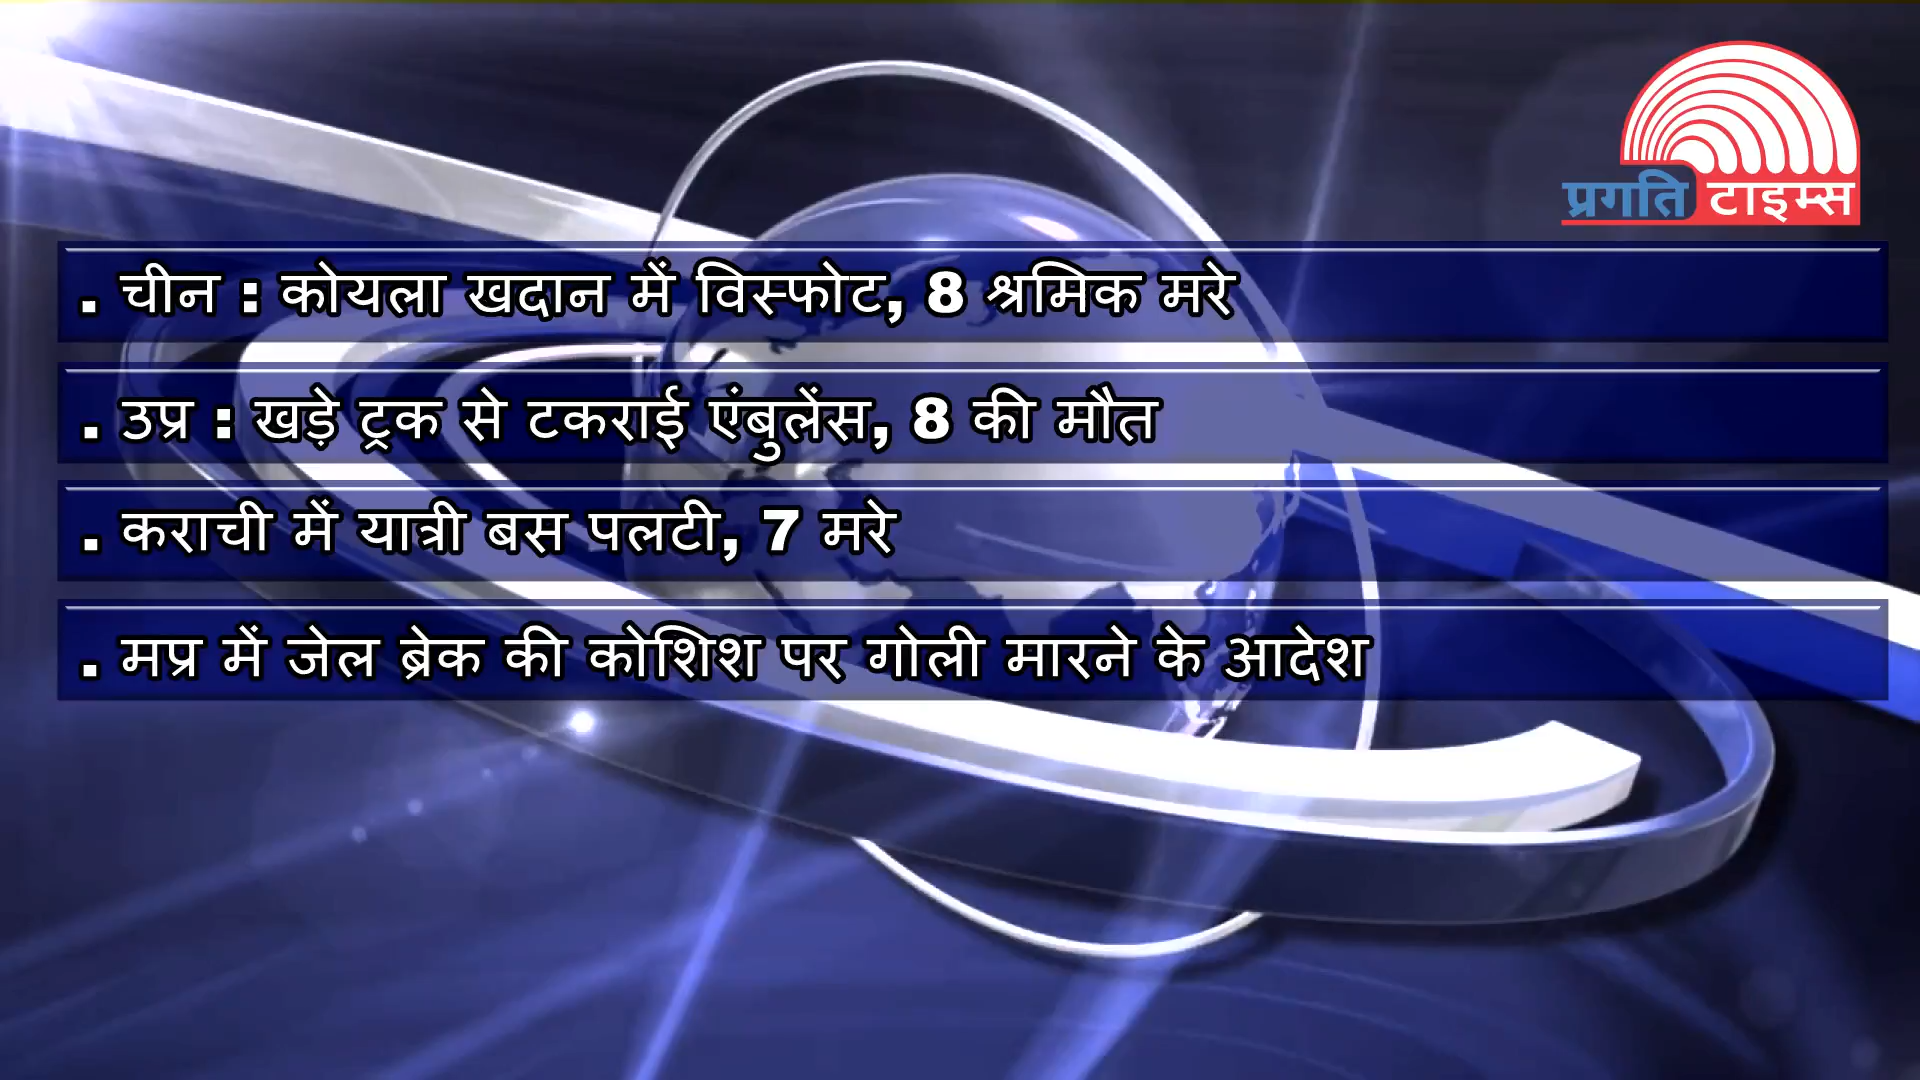 प्रगति टाइम्स
. चीन : कोयला खदान में विस्फोट, 8 श्रमिक मरे
. उप्र : खड़े ट्रक से टकराई एंबुलेंस, 8 की मौत
. कराची में यात्री बस पलटी, 7 मरे
. मप्र में जेल ब्रेक की कोशिश पर गोली मारने के आदेश